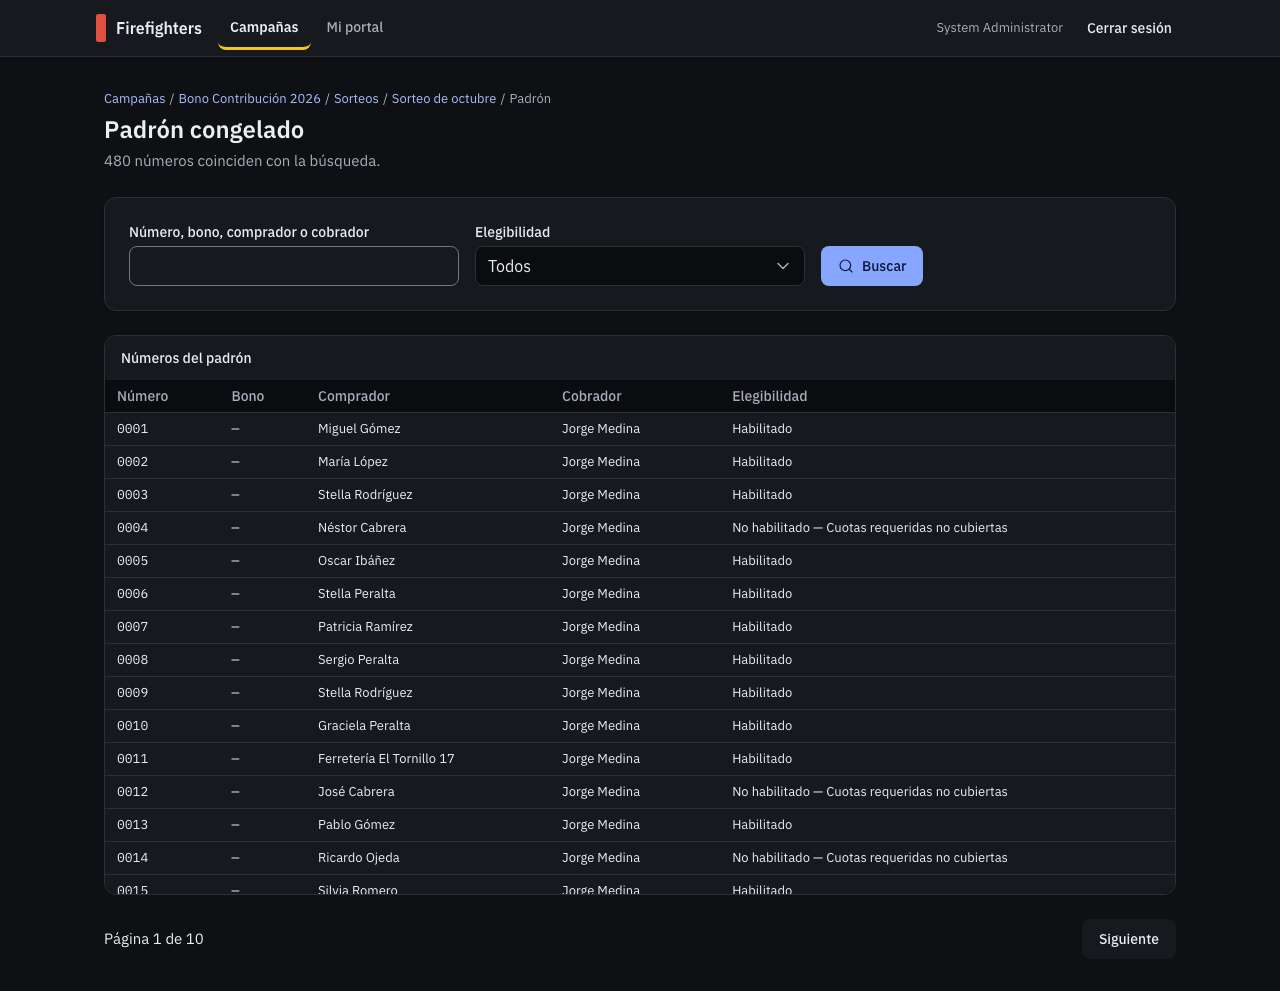 Firefighters Campañas Mi portal System Administrator Cerrar sesión
Campañas / Bono Contribución 2026 / Sorteos / Sorteo de octubre / Padrón
Padrón congelado
480 números coinciden con la búsqueda.
Número, bono, comprador o cobrador Elegibilidad
Todos Buscar
Números del padrón
Número Bono Comprador Cobrador Elegibilidad
0001 — Miguel Gómez Jorge Medina Habilitado
0002 — María López Jorge Medina Habilitado
0003 — Stella Rodríguez Jorge Medina Habilitado
0004 — Néstor Cabrera Jorge Medina No habilitado — Cuotas requeridas no cubiertas
0005 — Oscar Ibáñez Jorge Medina Habilitado
0006 — Stella Peralta Jorge Medina Habilitado
0007 — Patricia Ramírez Jorge Medina Habilitado
0008 — Sergio Peralta Jorge Medina Habilitado
0009 — Stella Rodríguez Jorge Medina Habilitado
0010 — Graciela Peralta Jorge Medina Habilitado
0011 — Ferretería El Tornillo 17 Jorge Medina Habilitado
0012 — José Cabrera Jorge Medina No habilitado — Cuotas requeridas no cubiertas
0013 — Pablo Gómez Jorge Medina Habilitado
0014 — Ricardo Ojeda Jorge Medina No habilitado — Cuotas requeridas no cubiertas
0015 — Silvia Romero Jorge Medina Habilitado
Página 1 de 10 Siguiente